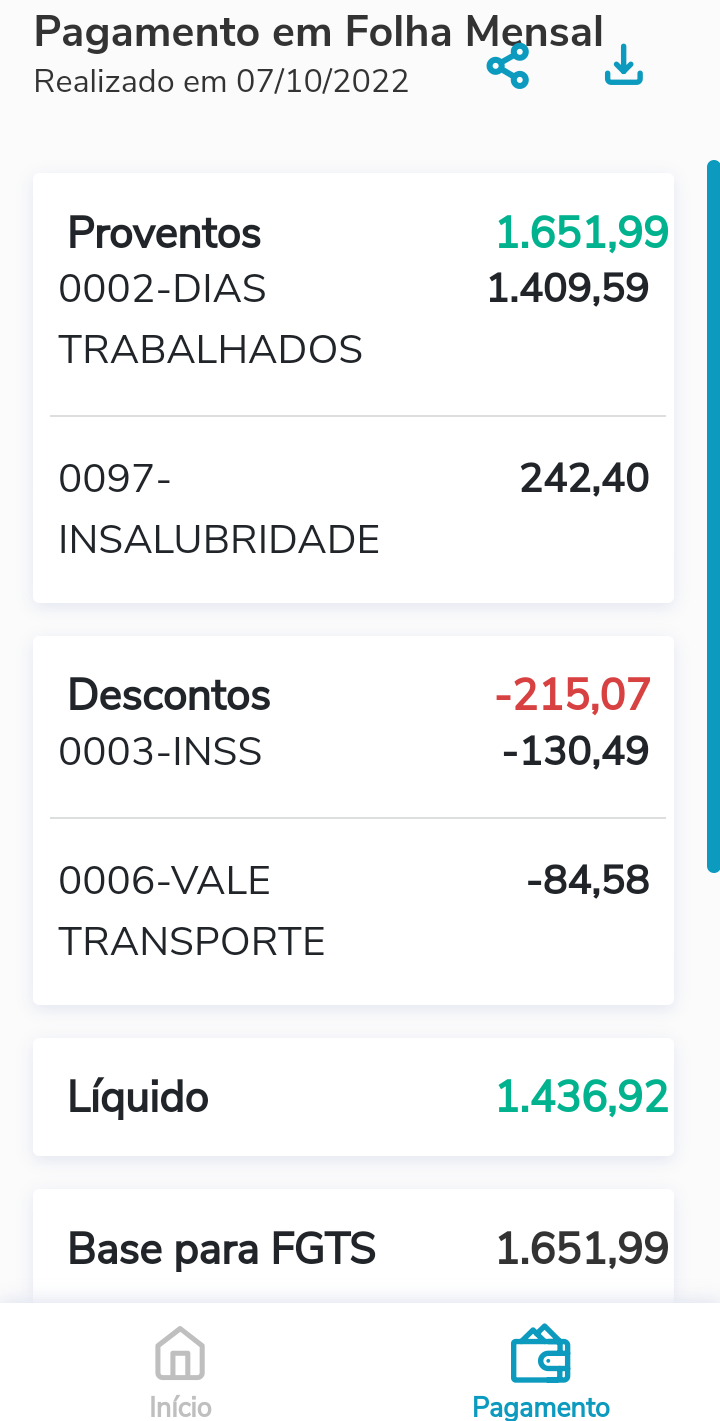 Pagamento em Folha Mensal
Realizado em 07/10/2022
Proventos 1.651,99
0002-DIAS 1.409,59
TRABALHADOS
0097- 242,40
INSALUBRIDADE
Descontos -215,07
0003-INSS -130,49
0006-VALE -84,58
TRANSPORTE
Líquido 1.436,92
Base para FGTS 1.651,99
Início Pagamento